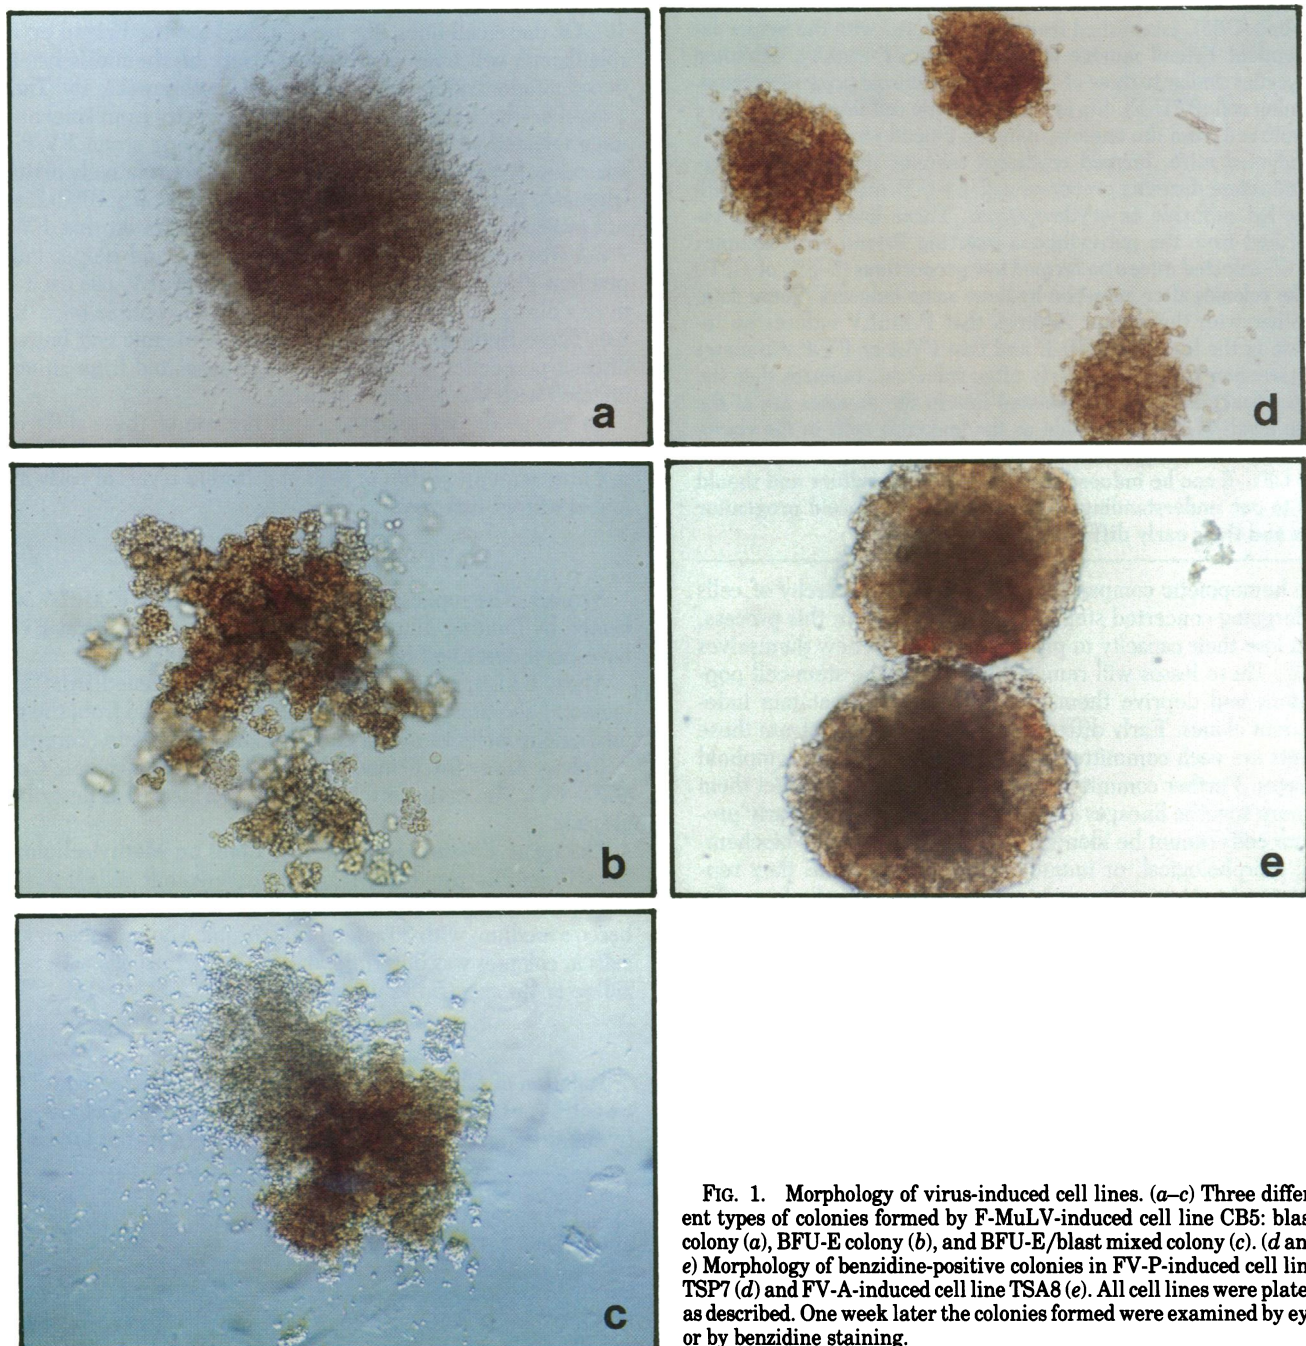 a
d
b
e
c
FIG. 1. Morphology of virus-induced cell lines. (a–c) Three differ-
ent types of colonies formed by F-MuLV-induced cell line CB5: blas
colony (a), BFU-E colony (b), and BFU-E/blast mixed colony (c). (d an
e) Morphology of benzidine-positive colonies in FV-P-induced cell lin
TSP7 (d) and FV-A-induced cell line TSA8 (e). All cell lines were plate
as described. One week later the colonies formed were examined by ey
or by benzidine staining.